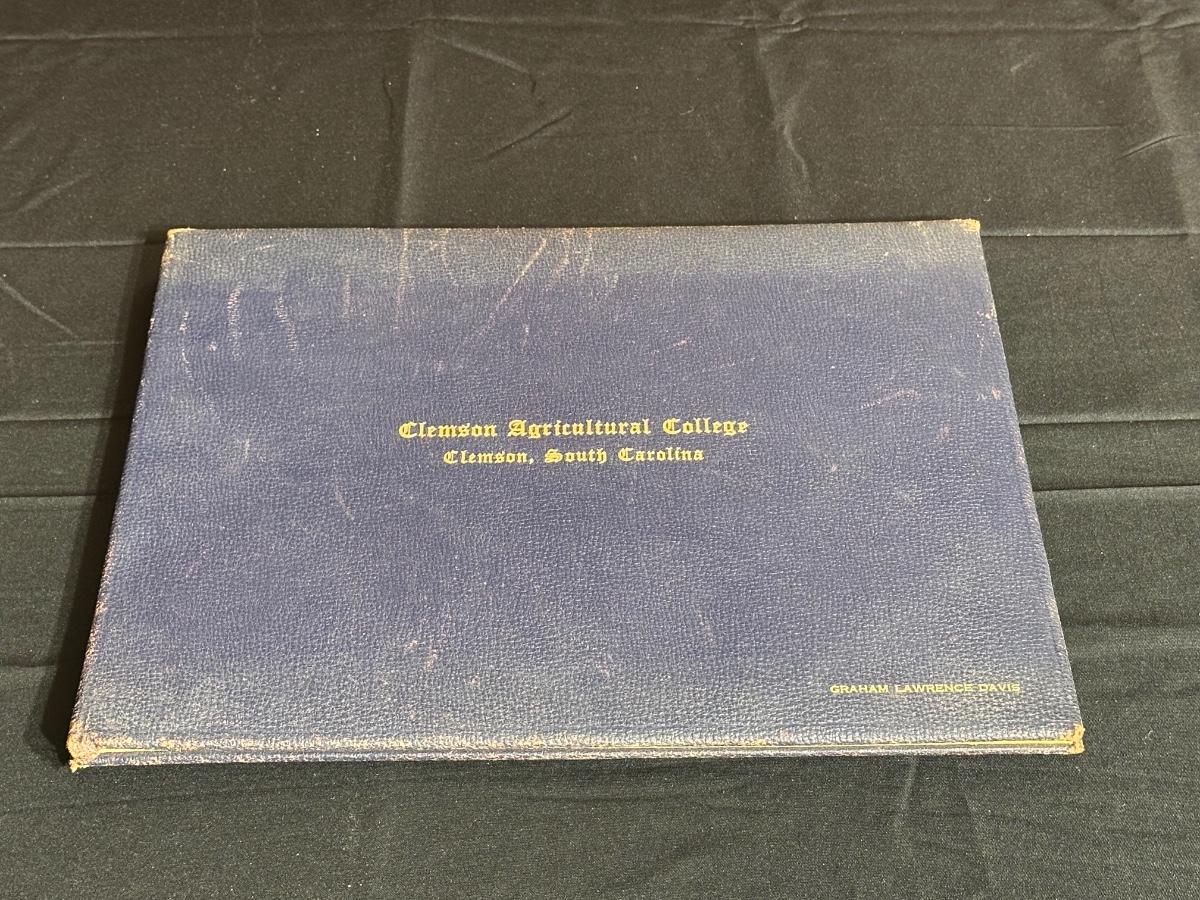 Clemson Agricultural College
Clemson, South Carolina
GRAHAM LAWRENCE DAVIS